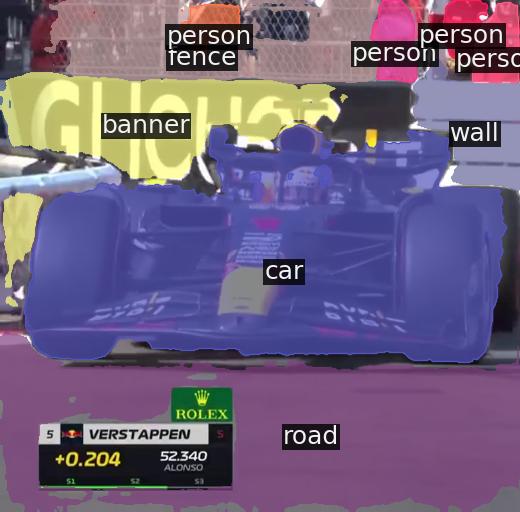 person
person
person
perso
fence
banner
wall
car
road
ROLEX
5 VERSTAPPEN 5
+0.204 52.340
ALONSO
S1 S2 S3